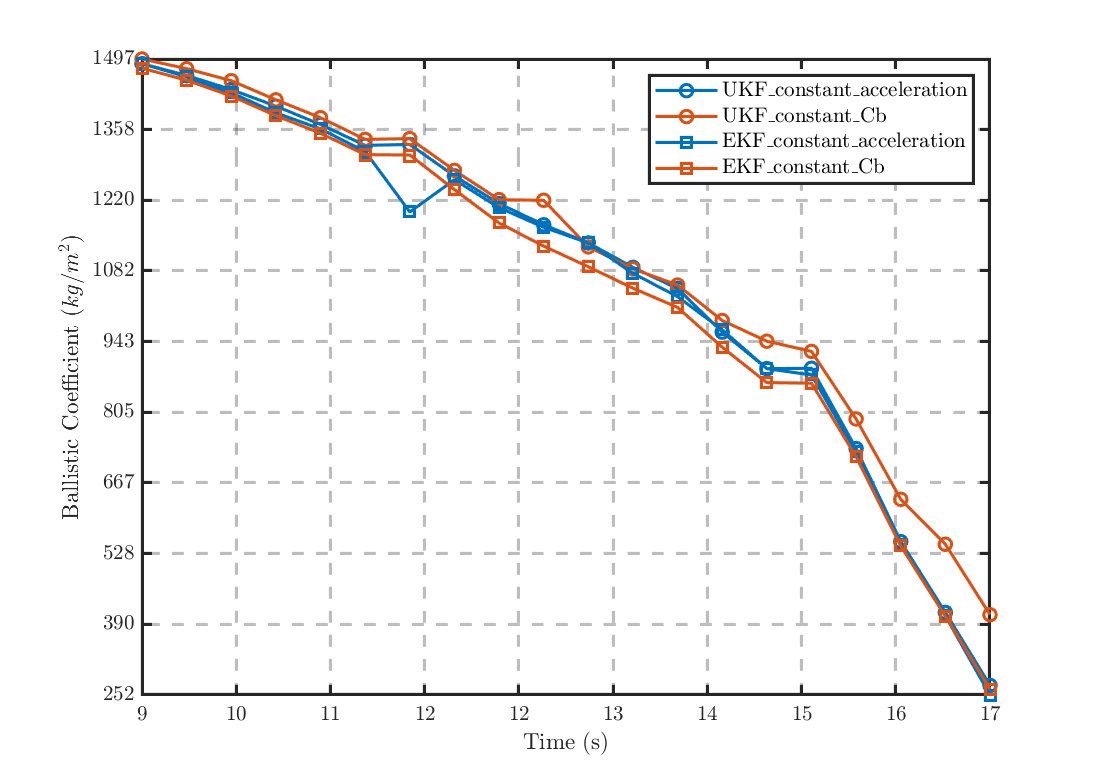 1497
1358
1220
1082
943
805
667
528
390
252
Ballistic Coefficient (kg/m²)
UKF_constant_acceleration
UKF_constant_Cb
EKF_constant_acceleration
EKF_constant_Cb
9 10 11 12 12 13 14 15 16 17
Time (s)